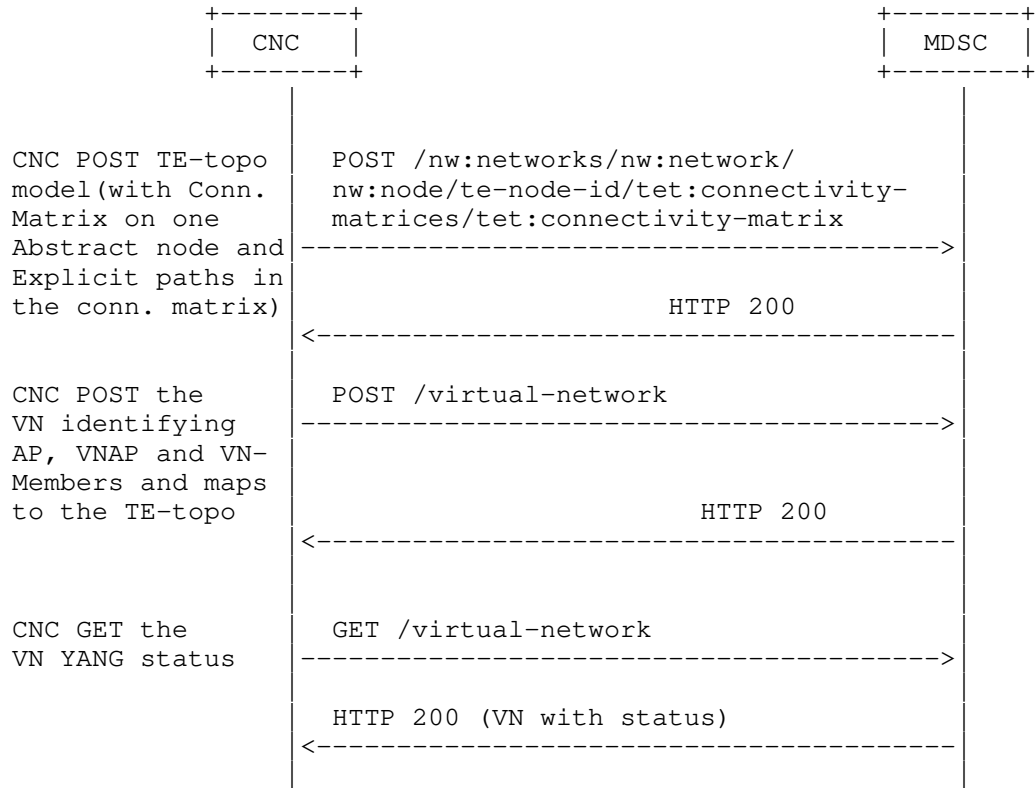 CNC MDSC
CNC POST TE-topo POST /nw:networks/nw:network/
model(with Conn. nw:node/te-node-id/tet:connectivity-
Matrix on one matrices/tet:connectivity-matrix
Abstract node and
Explicit paths in
the conn. matrix) HTTP 200
CNC POST the POST /virtual-network
VN identifying
AP, VNAP and VN-
Members and maps
to the TE-topo HTTP 200
CNC GET the GET /virtual-network
VN YANG status
HTTP 200 (VN with status)